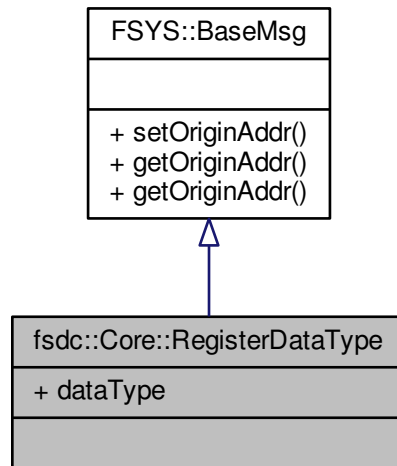 FSYS::BaseMsg
+ setOriginAddr()
+ getOriginAddr()
+ getOriginAddr()
fsdc::Core::RegisterDataType
+ dataType